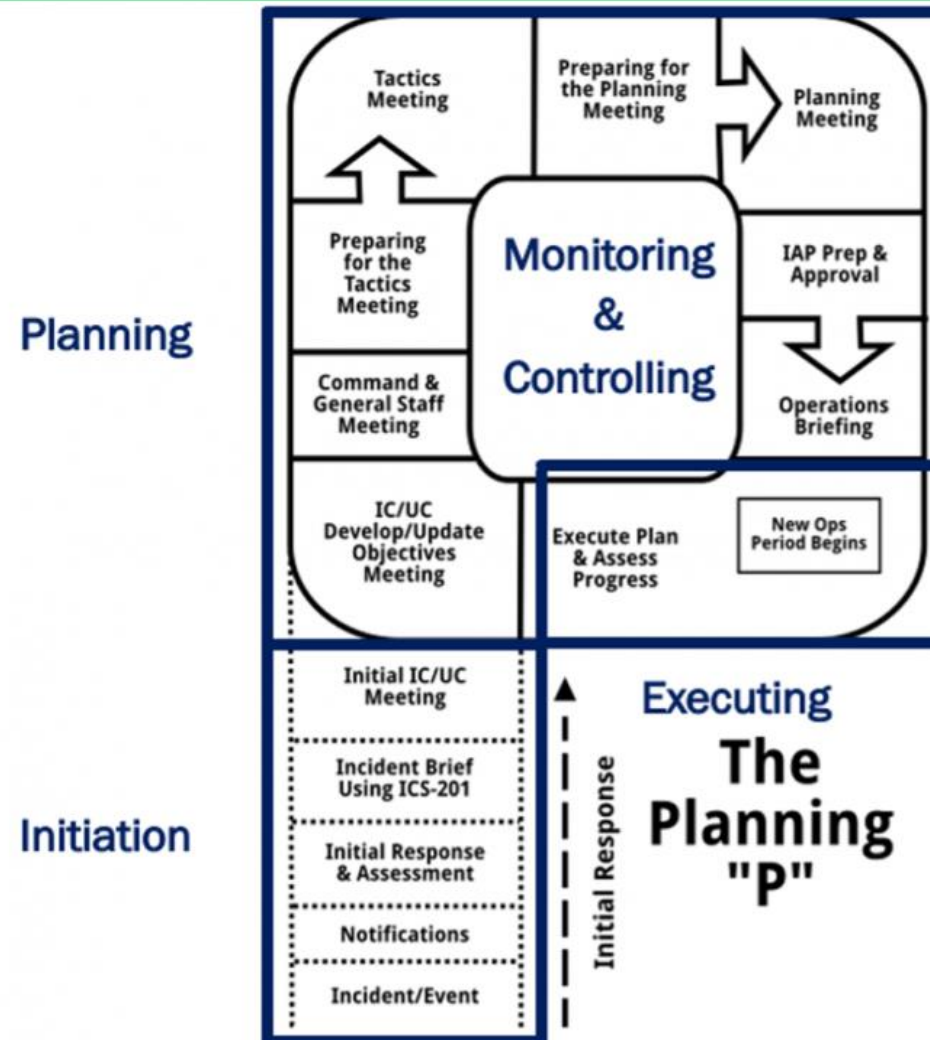 Tactics
Meeting
Preparing for
the Planning
Meeting
Planning
Meeting
Preparing
for the
Tactics
Meeting
Monitoring
&
Controlling
IAP Prep &
Approval
Planning
Command &
General Staff
Meeting
Operations
Briefing
IC/UC
Develop/Update
Objectives
Meeting
Execute Plan
& Assess
Progress
New Ops
Period Begins
Initial IC/UC
Meeting
Executing
Incident Brief
Using ICS-201
The
Planning
"P"
Initiation
Initial Response
& Assessment
Initial Response
Notifications
Incident/Event